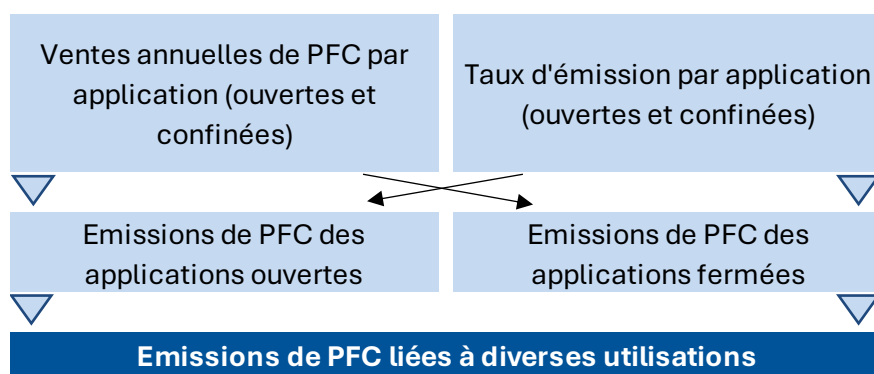 Ventes annuelles de PFC par
application (ouvertes et
confinées)
Taux d'émission par application
(ouvertes et confinées)
Emissions de PFC des
applications ouvertes
Emissions de PFC des
applications fermées
Emissions de PFC liées à diverses utilisations